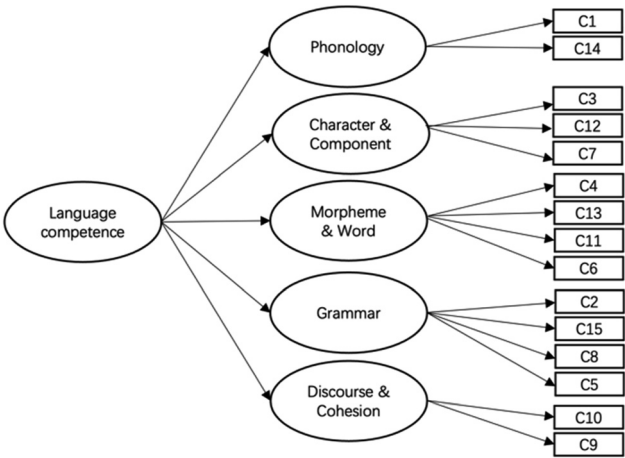 Language
competence
Phonology
C1
C14
Character &
Component
C3
C12
C7
Morpheme
& Word
C4
C13
C11
C6
Grammar
C2
C15
C8
C5
Discourse &
Cohesion
C10
C9